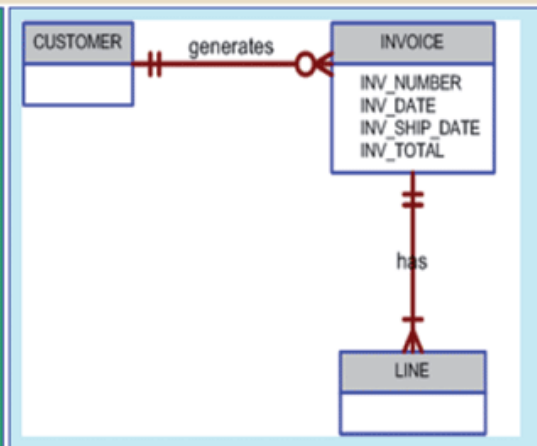 CUSTOMER
generates
INVOICE
INV_NUMBER
INV_DATE
INV_SHIP_DATE
INV_TOTAL
has
LINE